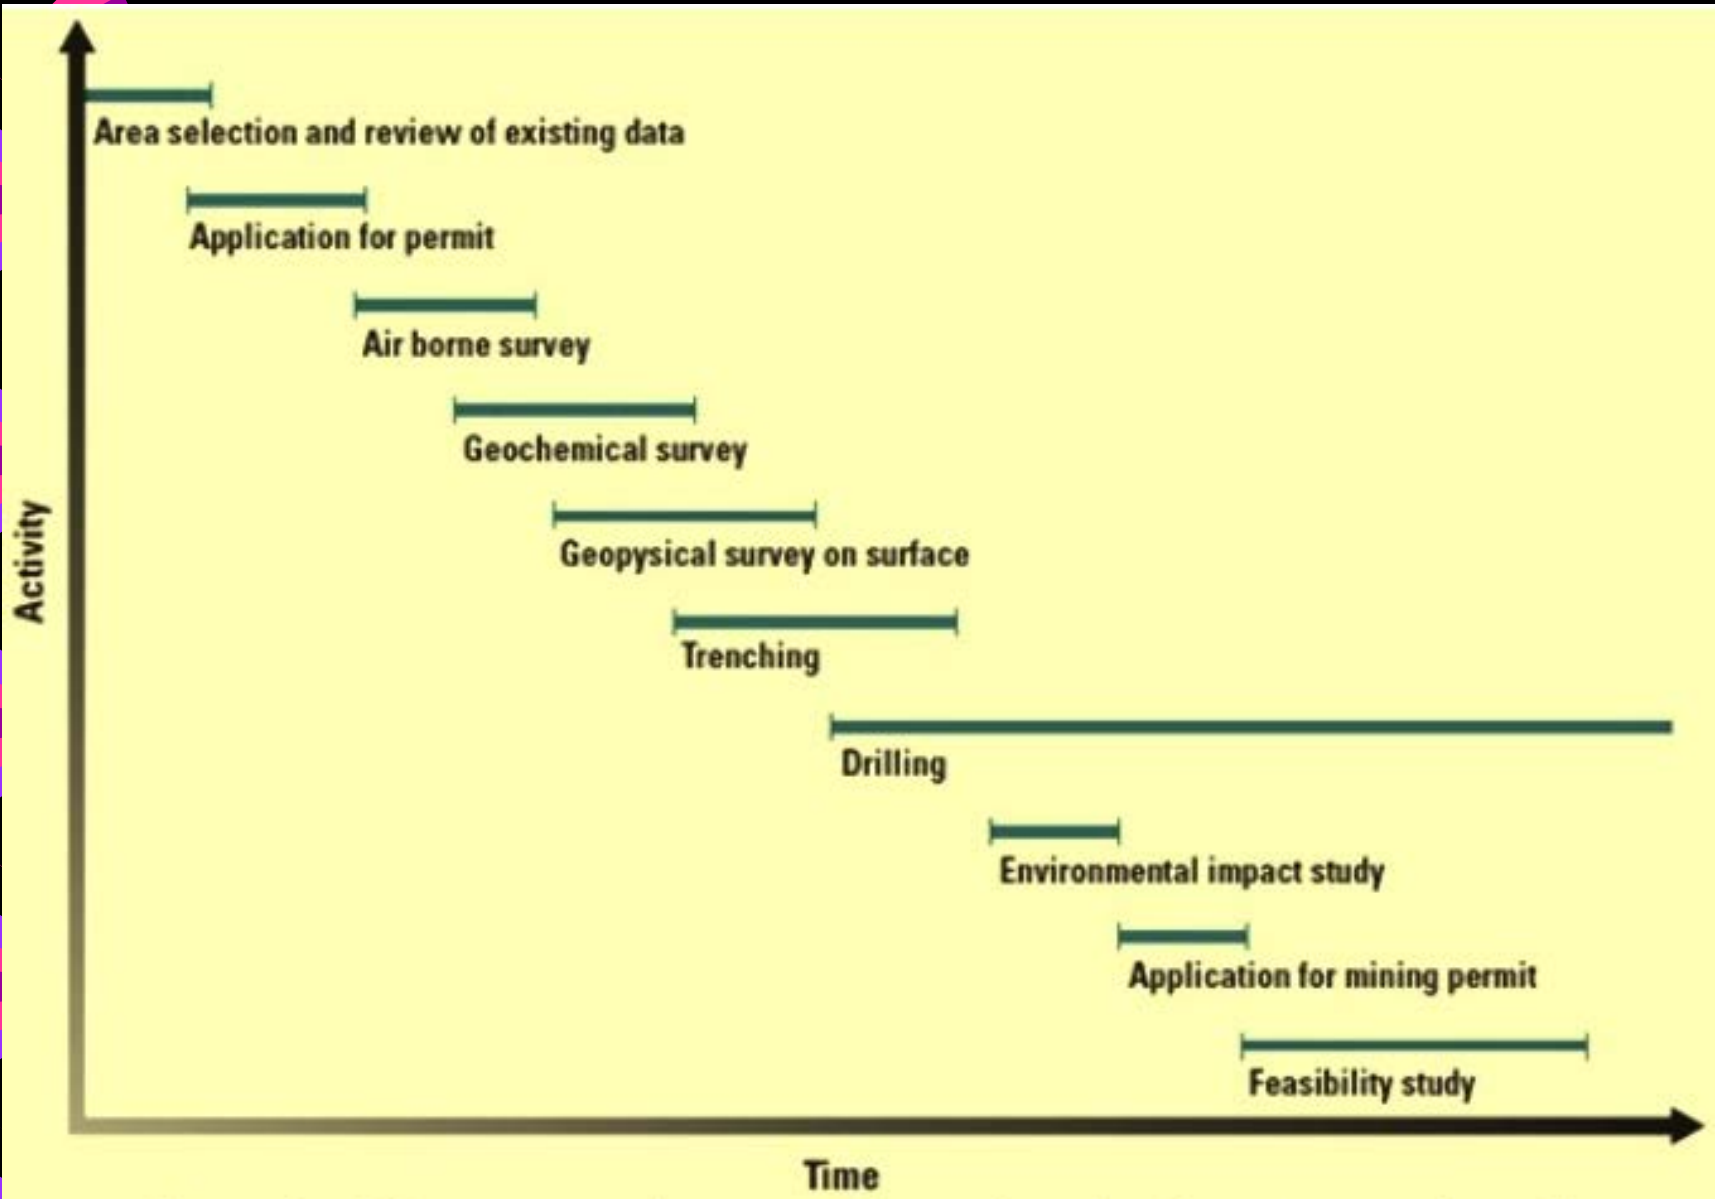 Area selection and review of existing data
Application for permit
Air borne survey
Geochemical survey
Geopysical survey on surface
Trenching
Drilling
Environmental impact study
Application for mining permit
Feasibility study
Activity
Time